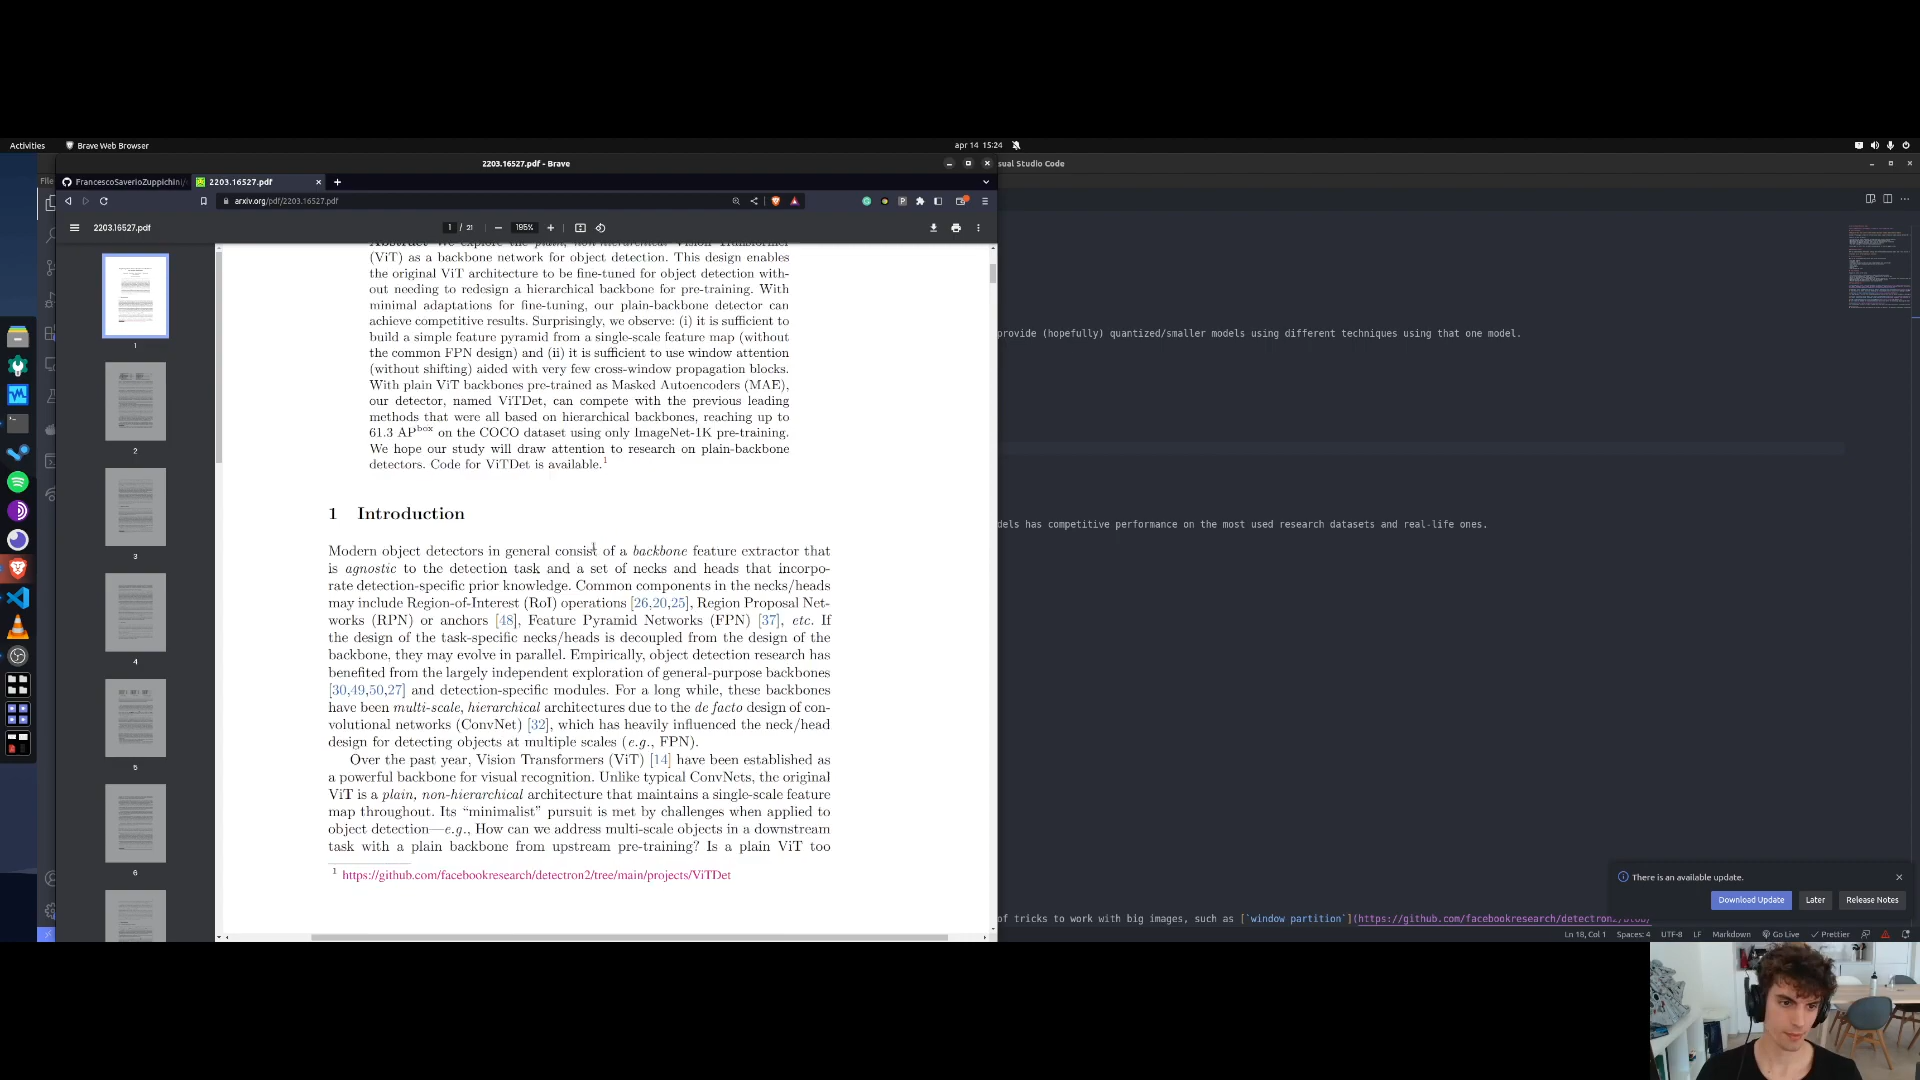 Activities
Brave Web Browser
apr 14 15:24
2203.16527.pdf - Brave
sual Studio Code
File
FrancescoSaverioZuppichini/
2203.16527.pdf
arxiv.org/pdf/2203.16527.pdf
2203.16527.pdf
1 / 21
195%
Abstract We explore the plain, non-hierarchical Vision Transformer
(ViT) as a backbone network for object detection. This design enables
the original ViT architecture to be fine-tuned for object detection with-
out needing to redesign a hierarchical backbone for pre-training. With
minimal adaptations for fine-tuning, our plain-backbone detector can
achieve competitive results. Surprisingly, we observe: (i) it is sufficient to
build a simple feature pyramid from a single-scale feature map (without
the common FPN design) and (ii) it is sufficient to use window attention
(without shifting) aided with very few cross-window propagation blocks.
With plain ViT backbones pre-trained as Masked Autoencoders (MAE),
our detector, named ViTDet, can compete with the previous leading
methods that were all based on hierarchical backbones, reaching up to
61.3 APbox on the COCO dataset using only ImageNet-1K pre-training.
We hope our study will draw attention to research on plain-backbone
detectors. Code for ViTDet is available.1
1 Introduction
Modern object detectors in general consist of a backbone feature extractor that
is agnostic to the detection task and a set of necks and heads that incorpo-
rate detection-specific prior knowledge. Common components in the necks/heads
may include Region-of-Interest (RoI) operations [26,20,25], Region Proposal Net-
works (RPN) or anchors [48], Feature Pyramid Networks (FPN) [37], etc. If
the design of the task-specific necks/heads is decoupled from the design of the
backbone, they may evolve in parallel. Empirically, object detection research has
benefited from the largely independent exploration of general-purpose backbones
[30,49,50,27] and detection-specific modules. For a long while, these backbones
have been multi-scale, hierarchical architectures due to the de facto design of con-
volutional networks (ConvNet) [32], which has heavily influenced the neck/head
design for detecting objects at multiple scales (e.g., FPN).
Over the past year, Vision Transformers (ViT) [14] have been established as
a powerful backbone for visual recognition. Unlike typical ConvNets, the original
ViT is a plain, non-hierarchical architecture that maintains a single-scale feature
map throughout. Its “minimalist” pursuit is met by challenges when applied to
object detection—e.g., How can we address multi-scale objects in a downstream
task with a plain backbone from upstream pre-training? Is a plain ViT too
1 https://github.com/facebookresearch/detectron2/tree/main/projects/ViTDet
1
2
3
4
5
6
provide (hopefully) quantized/smaller models using different techniques using that one model.
dels has competitive performance on the most used research datasets and real-life ones.
There is an available update.
Download Update
Later
Release Notes
of tricks to work with big images, such as [`window partition`](https://github.com/facebookresearch/detectron2/blob/
Ln 18, Col 1
Spaces: 4
UTF-8
LF
Markdown
Go Live
Prettier